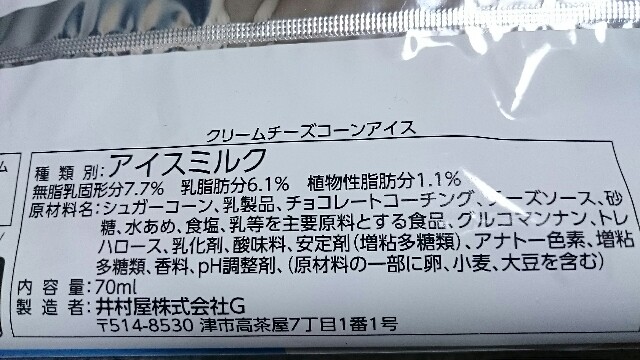 クリームチーズコーンアイス
種類別:アイスミルク
無脂乳固形分7.7% 乳脂肪分6.1% 植物性脂肪分1.1%
原材料名:シュガーコーン、乳製品、チョコレートコーチング、チーズソース、砂
糖、水あめ、食塩、乳等を主要原料とする食品、グルコマンナン、トレ
ハロース、乳化剤、酸味料、安定剤(増粘多糖類)、アナトー色素、増粘
多糖類、香料、pH調整剤、(原材料の一部に卵、小麦、大豆を含む)
内容量:70ml
製造者:井村屋株式会社G
〒514-8530 津市高茶屋7丁目1番1号